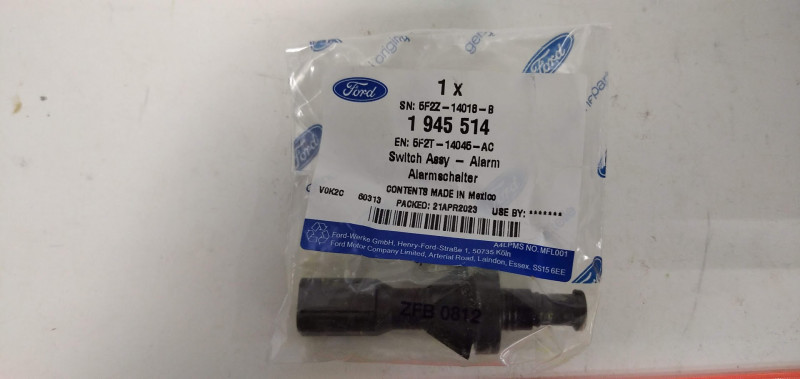 Ford
1 x
SN: 5F2Z-14018-B
1 945 514
EN: 5F2T-14045-AC
Switch Assy - Alarm
Alarmschalter
CONTENTS MADE IN Mexico
V0K2C 60313 PACKED: 21APR2023 USE BY: *******
A4LPMS NO. MFL001
Ford-Werke GmbH, Henry-Ford-Straße 1, 50735 Köln
Ford Motor Company Limited, Arterial Road, Laindon, Essex. SS15 6EE
ZFB 0812